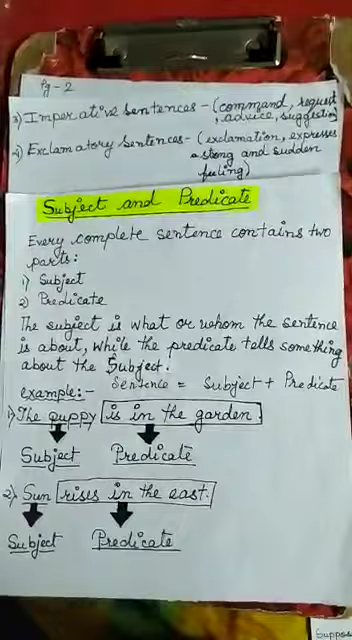 Pg - 2
3) Imperative sentences - (command, request
, advice, suggestion)
4) Exclamatory sentences - (exclamation, expresses
a stong and sudden
feeling)
Subject and Predicate
Every complete sentence contains two
parts:
1) Subject
2) Predicate
The subject is what or whom the sentence
is about, while the predicate tells something
about the Subject.
Sentence = Subject + Predicate
example:-
1) The puppy is in the garden.
Subject Predicate
2) Sun rises in the east.
Subject Predicate